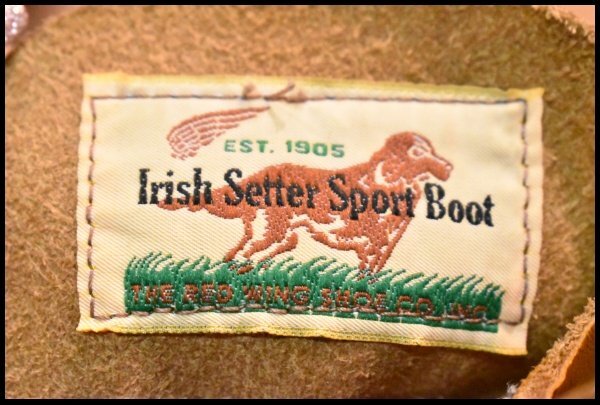 EST. 1905
Irish Setter Sport Boot
THE RED WING SHOE CO., INC.